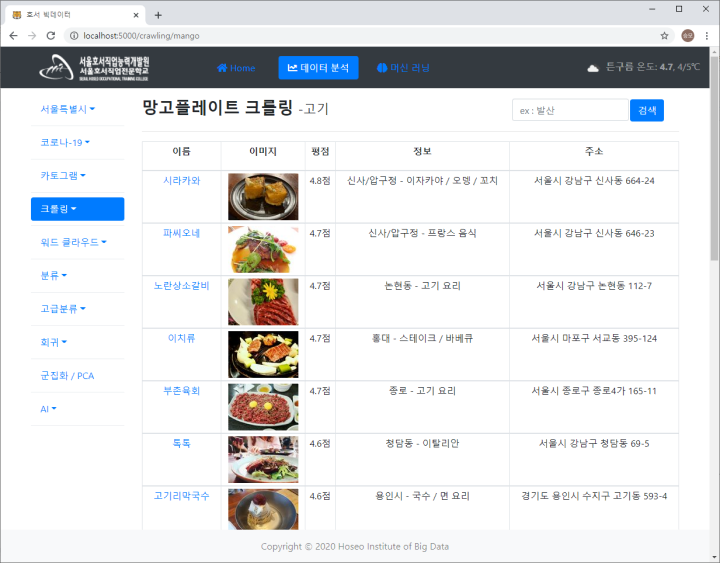 호서 빅데이터
localhost:5000/crawling/mango
서울호서직업능력개발원
서울호서직업전문학교
SEOUL HOSEO OCCUPATIONAL TRAINING COLLEGE
Home
데이터 분석
머신 러닝
튼구름 온도: 4.7, 4/5℃
서울특별시
코로나-19
카토그램
크롤링
워드 클라우드
분류
고급분류
회귀
군집화 / PCA
AI
망고플레이트 크롤링 -고기
ex : 발산
검색
이름 이미지 평점 정보 주소
시라카와 4.8점 신사/압구정 - 이자카야 / 오뎅 / 꼬치 서울시 강남구 신사동 664-24
파씨오네 4.7점 신사/압구정 - 프랑스 음식 서울시 강남구 신사동 646-23
노란상소갈비 4.7점 논현동 - 고기 요리 서울시 강남구 논현동 112-7
이치류 4.7점 홍대 - 스테이크 / 바베큐 서울시 마포구 서교동 395-124
부촌육회 4.7점 종로 - 고기 요리 서울시 종로구 종로4가 165-11
톡톡 4.6점 청담동 - 이탈리안 서울시 강남구 청담동 69-5
고기리막국수 4.6점 용인시 - 국수 / 면 요리 경기도 용인시 수지구 고기동 593-4
Copyright © 2020 Hoseo Institute of Big Data